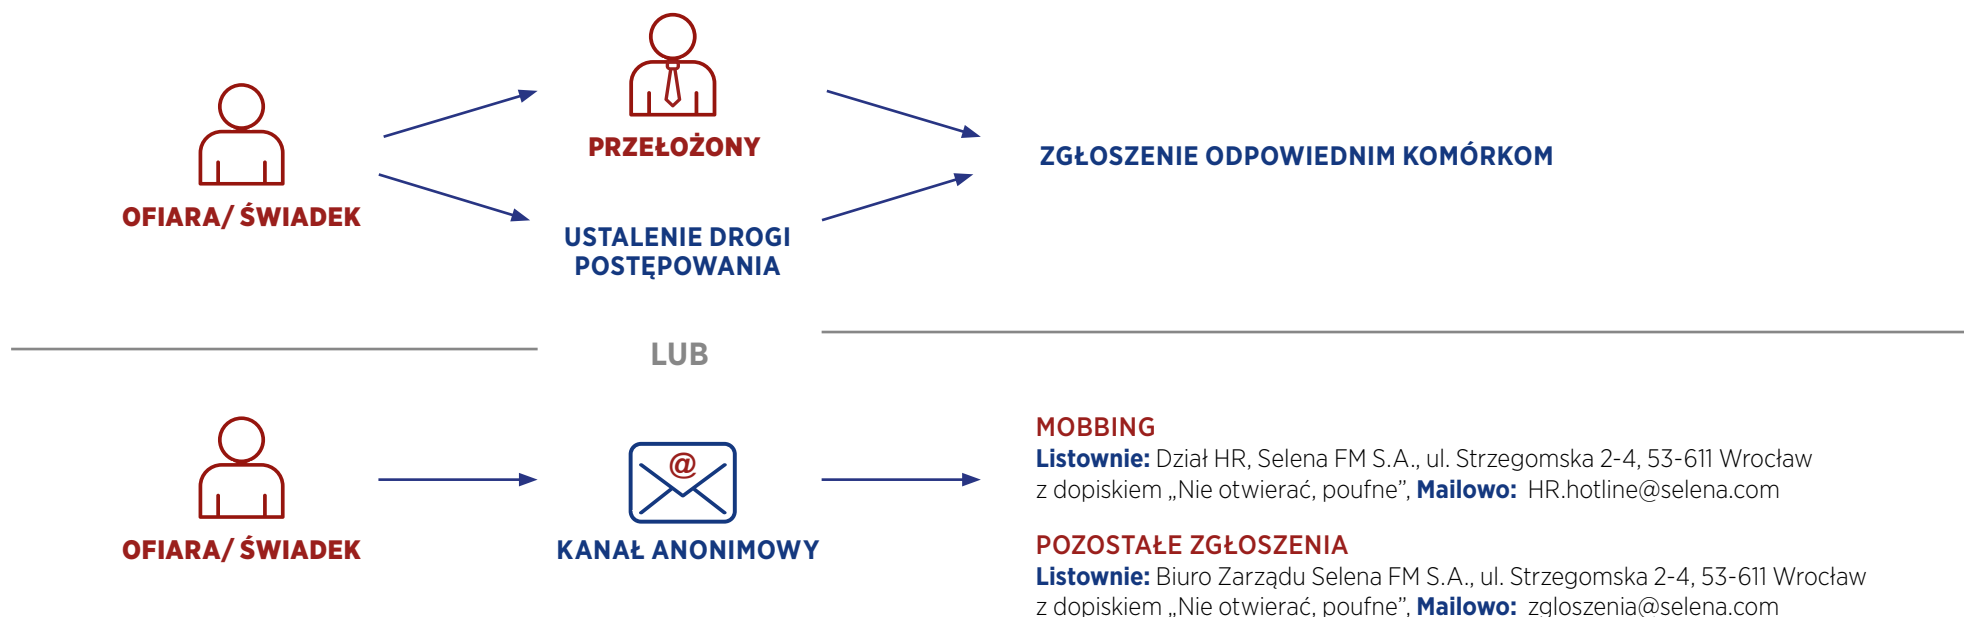 PRZEŁOŻONY
OFIARA/ ŚWIADEK
ZGŁOSZENIE ODPOWIEDNIM KOMÓRKOM
USTALENIE DROGI
POSTĘPOWANIA
LUB
@
OFIARA/ ŚWIADEK
KANAŁ ANONIMOWY
MOBBING
Listownie: Dział HR, Selena FM S.A., ul. Strzegomska 2-4, 53-611 Wrocław
z dopiskiem „Nie otwierać, poufne”, Mailowo: HR.hotline@selena.com
POZOSTAŁE ZGŁOSZENIA
Listownie: Biuro Zarządu Selena FM S.A., ul. Strzegomska 2-4, 53-611 Wrocław
z dopiskiem „Nie otwierać, poufne”, Mailowo: zgloszenia@selena.com